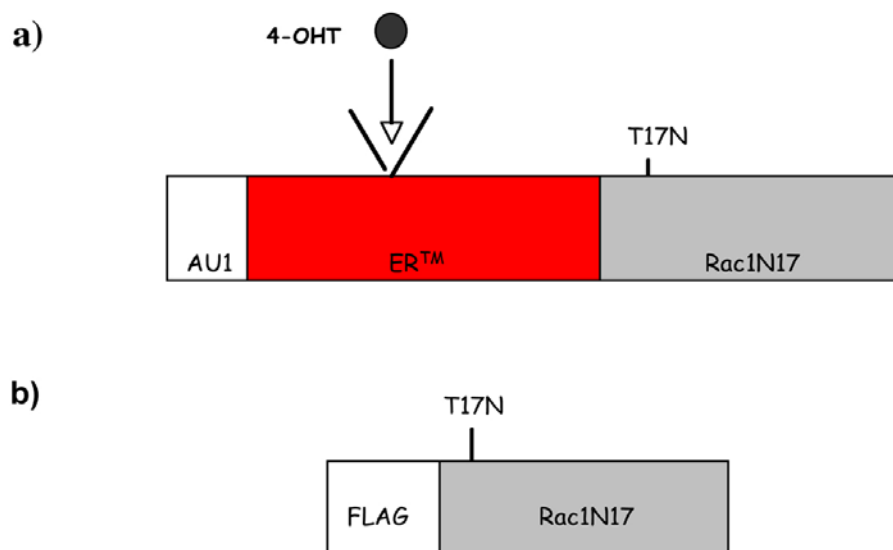 a)
4-OHT
T17N
AU1 ER™ Rac1N17
b)
T17N
FLAG Rac1N17